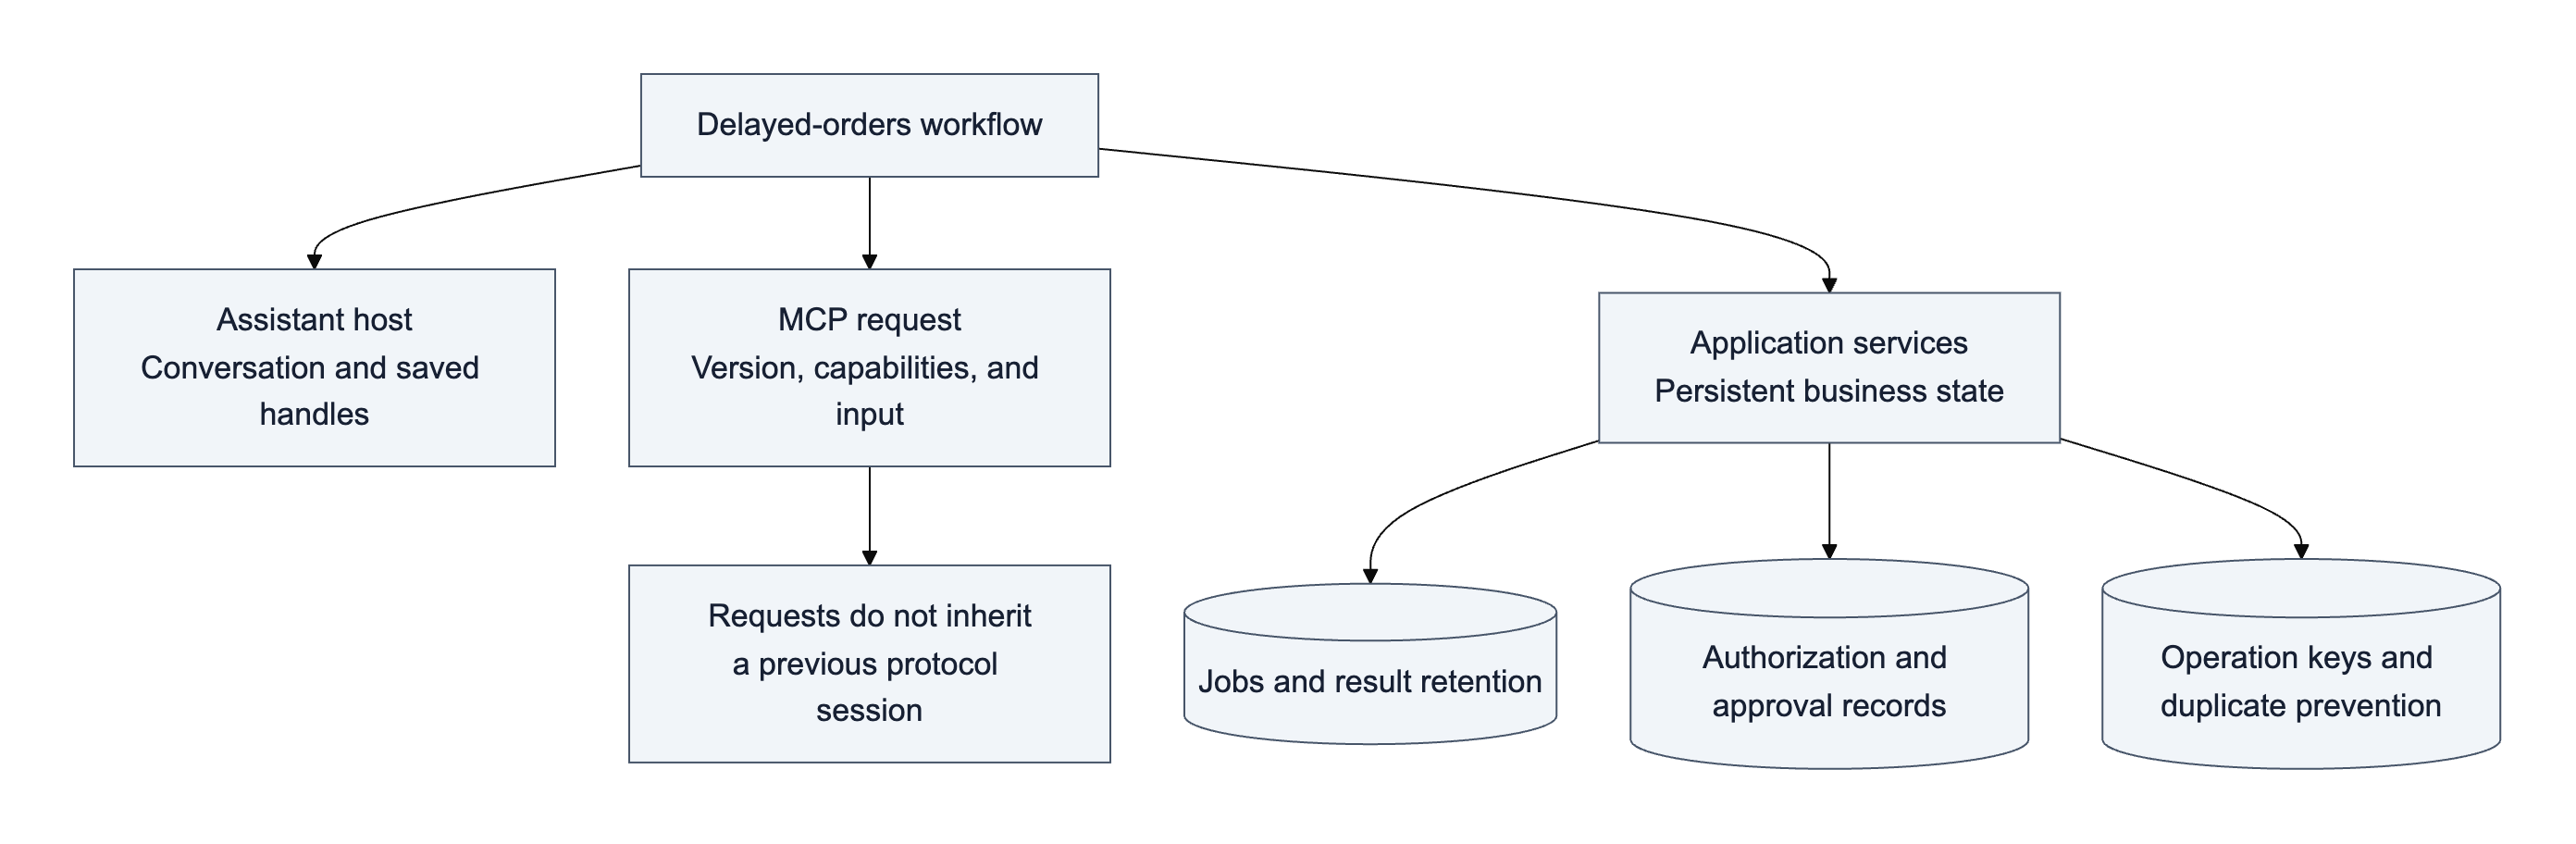 Delayed-orders workflow
Assistant host
Conversation and saved
handles
MCP request
Version, capabilities, and
input
Application services
Persistent business state
Requests do not inherit
a previous protocol
session
Jobs and result retention
Authorization and
approval records
Operation keys and
duplicate prevention